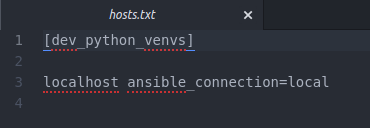 hosts.txt
1 [dev_python_venvs]
2
3 localhost ansible_connection=local
4